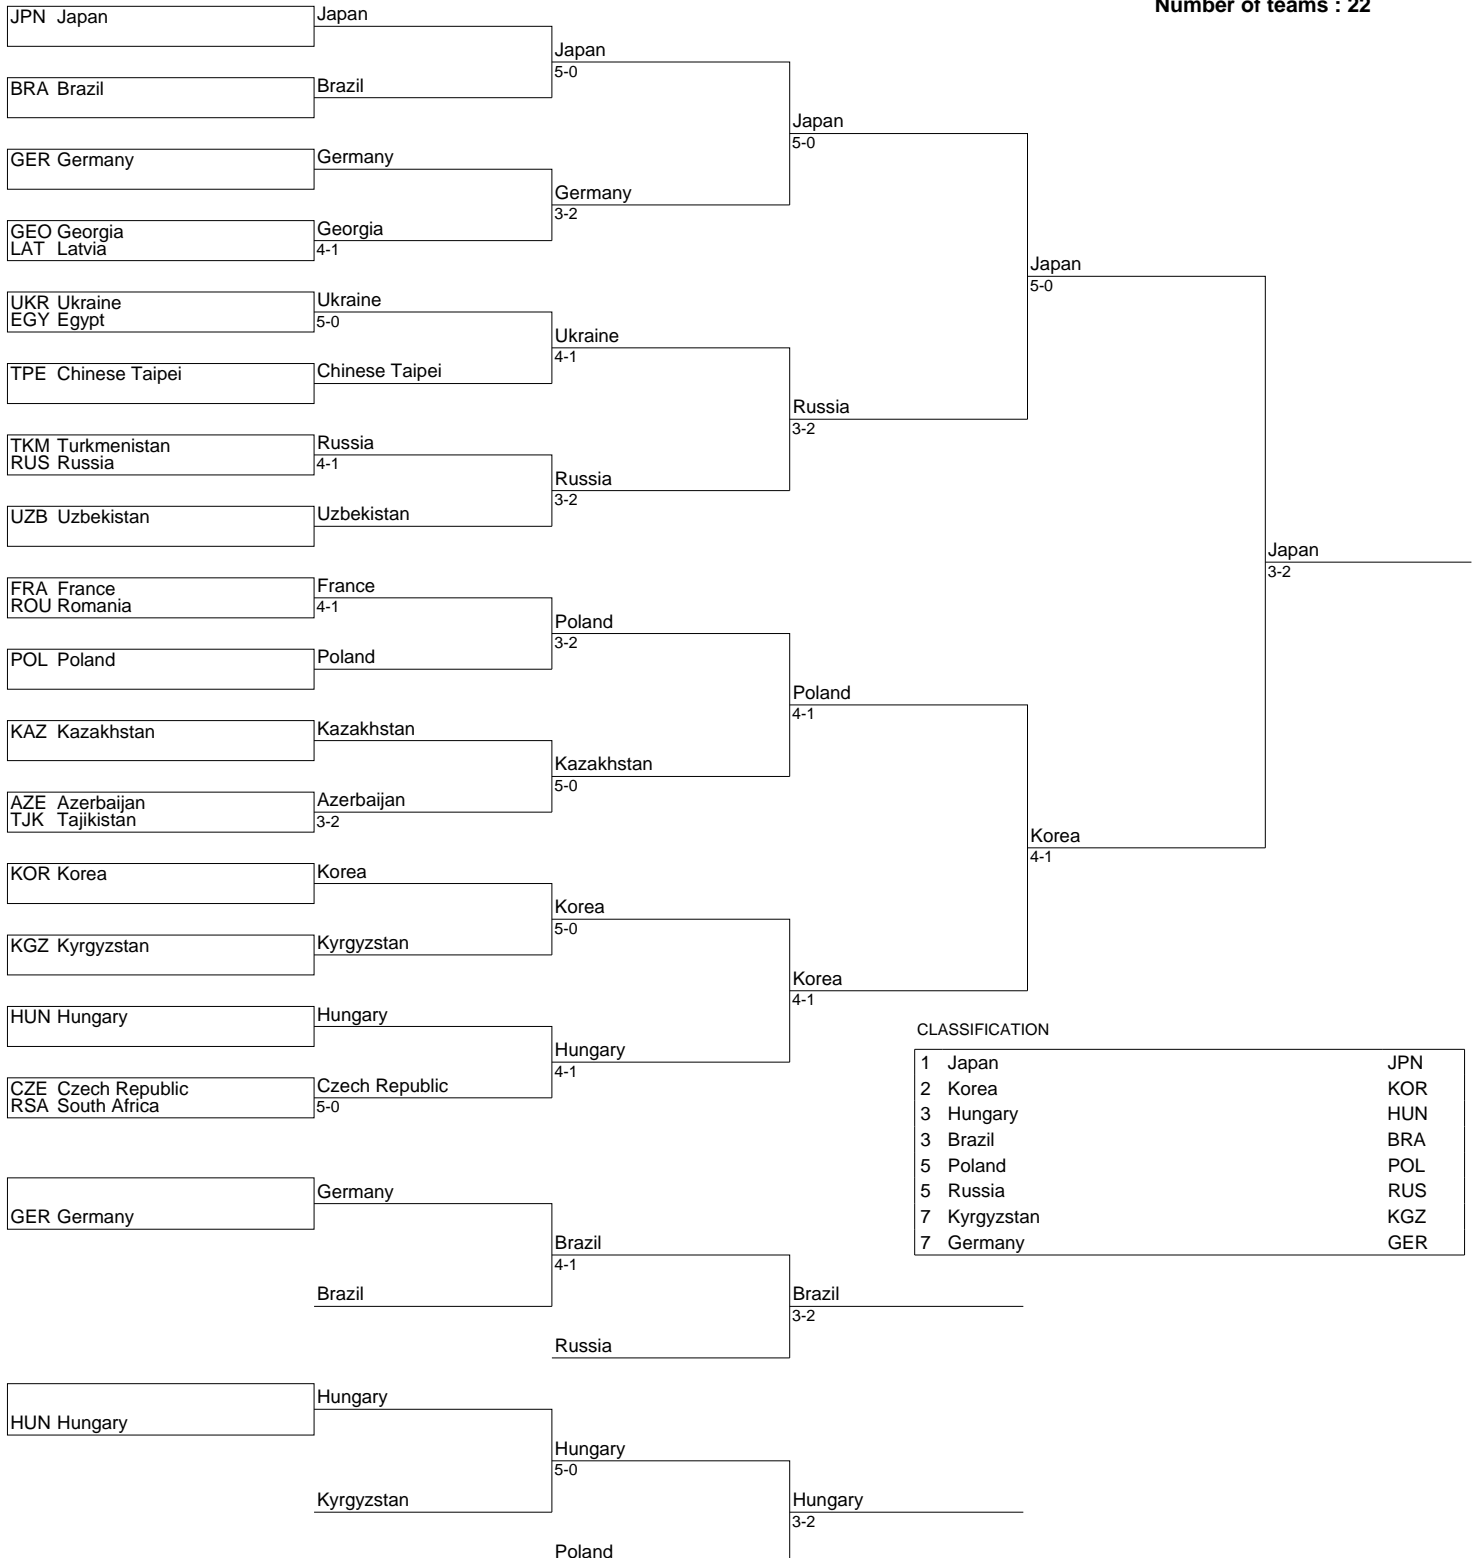 Number of teams : 22
JPN Japan
Japan
Japan
5-0
BRA Brazil
Brazil
Japan
5-0
GER Germany
Germany
Germany
3-2
GEO Georgia
LAT Latvia
Georgia
4-1
Japan
5-0
UKR Ukraine
EGY Egypt
Ukraine
5-0
Ukraine
4-1
TPE Chinese Taipei
Chinese Taipei
Russia
3-2
TKM Turkmenistan
RUS Russia
Russia
4-1
Russia
3-2
UZB Uzbekistan
Uzbekistan
Japan
3-2
FRA France
ROU Romania
France
4-1
Poland
3-2
POL Poland
Poland
Poland
4-1
KAZ Kazakhstan
Kazakhstan
Kazakhstan
5-0
AZE Azerbaijan
TJK Tajikistan
Azerbaijan
3-2
Korea
4-1
KOR Korea
Korea
Korea
5-0
KGZ Kyrgyzstan
Kyrgyzstan
Korea
4-1
HUN Hungary
Hungary
Hungary
4-1
CZE Czech Republic
RSA South Africa
Czech Republic
5-0
CLASSIFICATION
1 Japan JPN
2 Korea KOR
3 Hungary HUN
3 Brazil BRA
5 Poland POL
5 Russia RUS
7 Kyrgyzstan KGZ
7 Germany GER
GER Germany
Germany
Brazil
4-1
Brazil
Brazil
3-2
Russia
HUN Hungary
Hungary
Hungary
5-0
Kyrgyzstan
Hungary
3-2
Poland